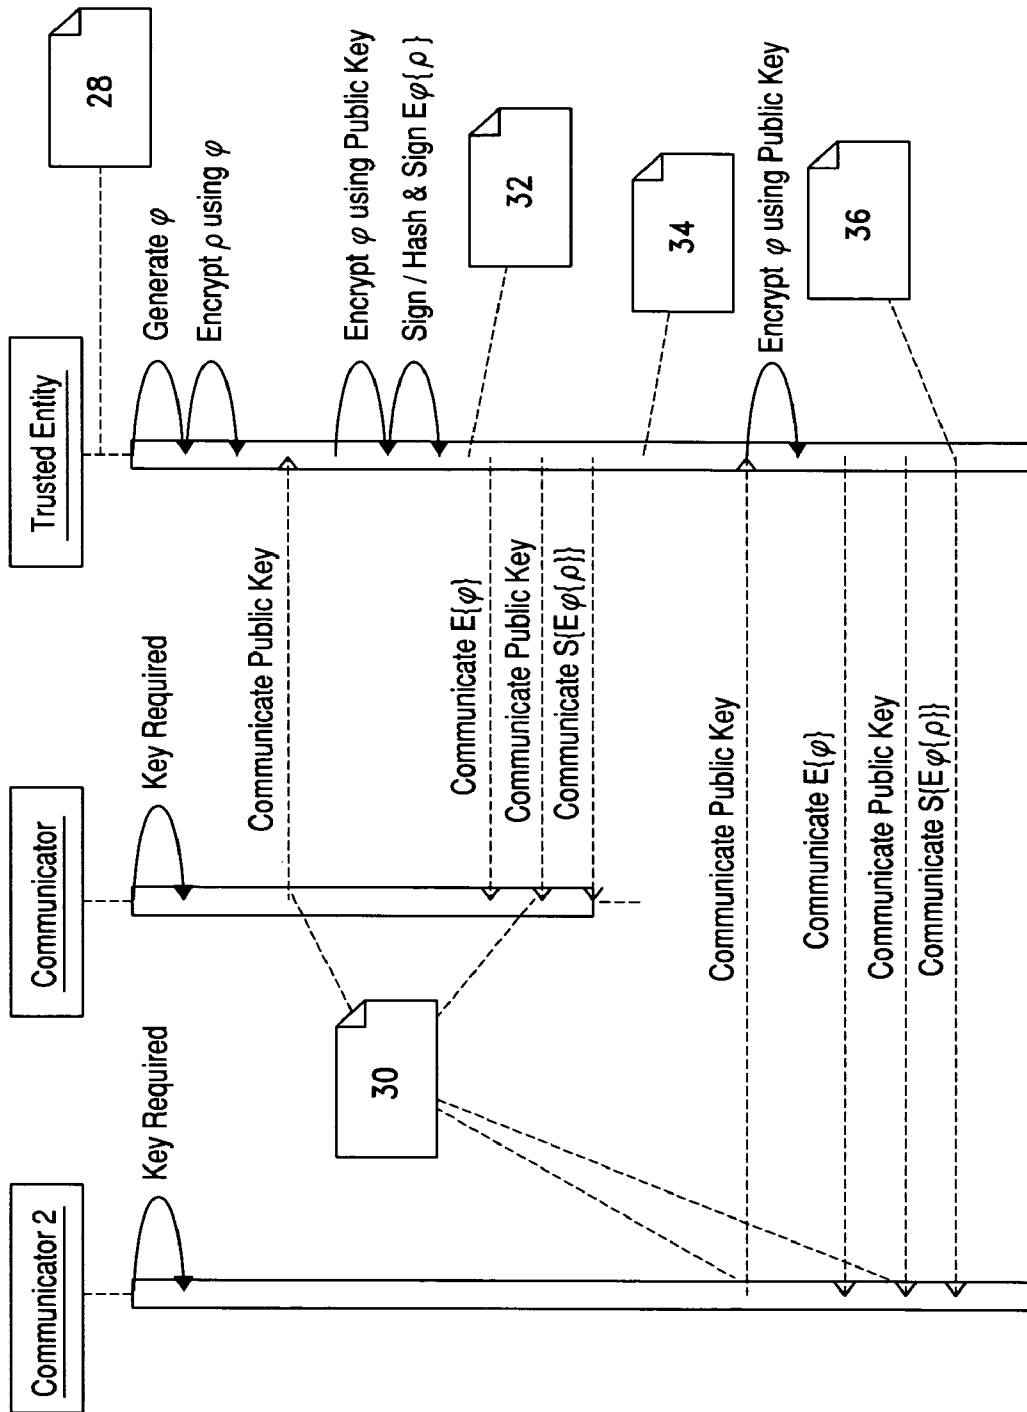 Communicator 2
Communicator
Trusted Entity
28
Key Required
Key Required
Generate φ
Encrypt ρ using φ
Communicate Public Key
30
Encrypt φ using Public Key
Sign / Hash & Sign Eφ{ρ}
32
Communicate E{φ}
Communicate Public Key
Communicate S{Eφ{ρ}}
34
Communicate Public Key
Encrypt φ using Public Key
36
Communicate E{φ}
Communicate Public Key
Communicate S{Eφ{ρ}}